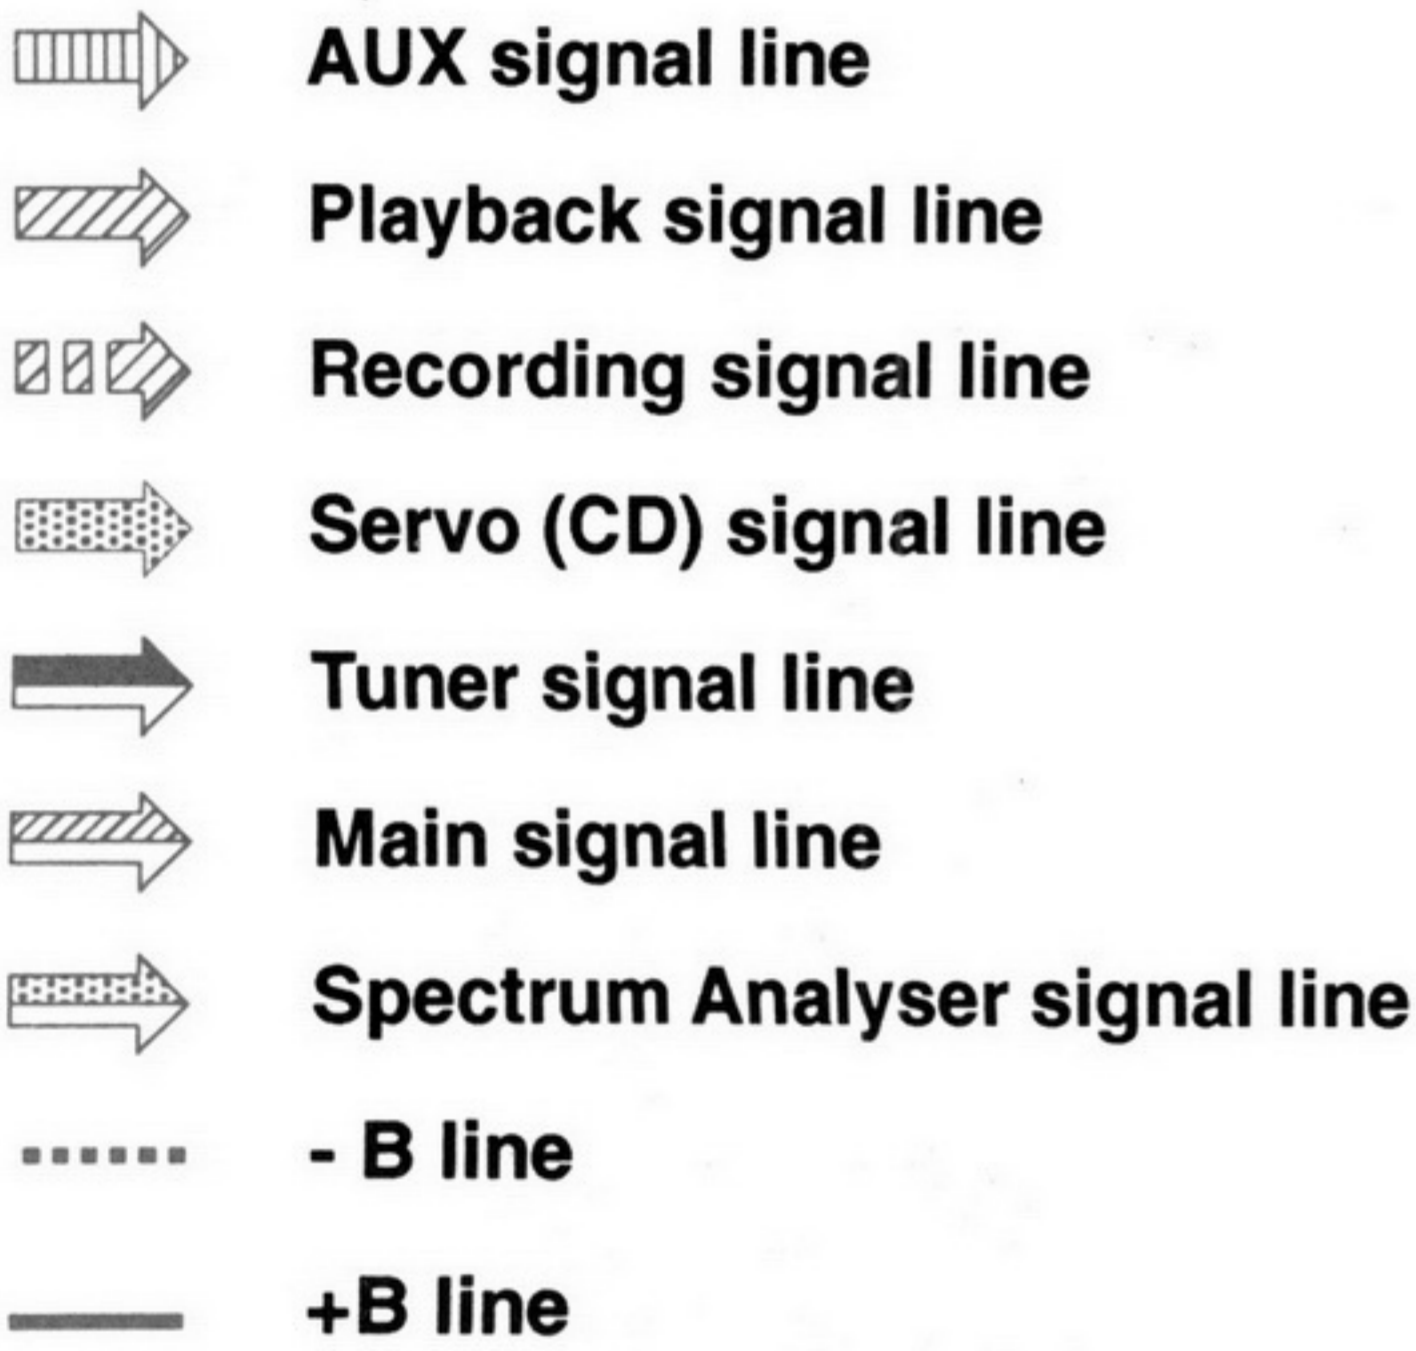 AUX signal line
Playback signal line
Recording signal line
Servo (CD) signal line
Tuner signal line
Main signal line
Spectrum Analyser signal line
- B line
+B line